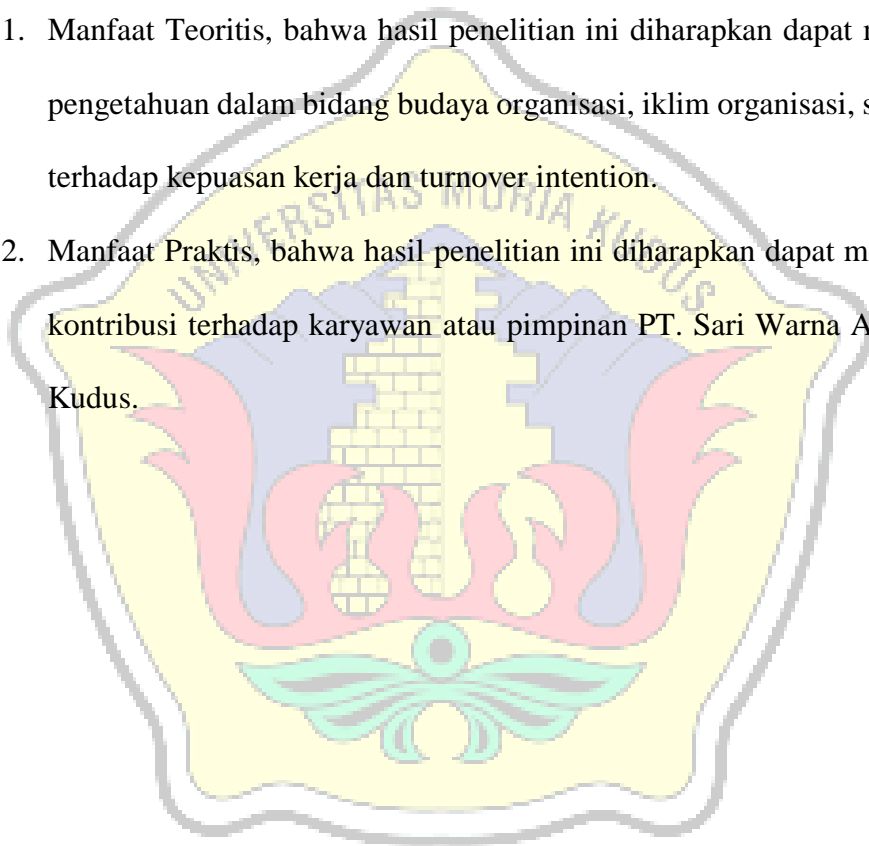 1. Manfaat Teoritis, bahwa hasil penelitian ini diharapkan dapat
pengetahuan dalam bidang budaya organisasi, iklim organisasi,
terhadap kepuasan kerja dan turnover intention.
UNIVERSITAS MURIA KUDUS
2. Manfaat Praktis, bahwa hasil penelitian ini diharapkan dapat
kontribusi terhadap karyawan atau pimpinan PT. Sari Warna
Kudus.